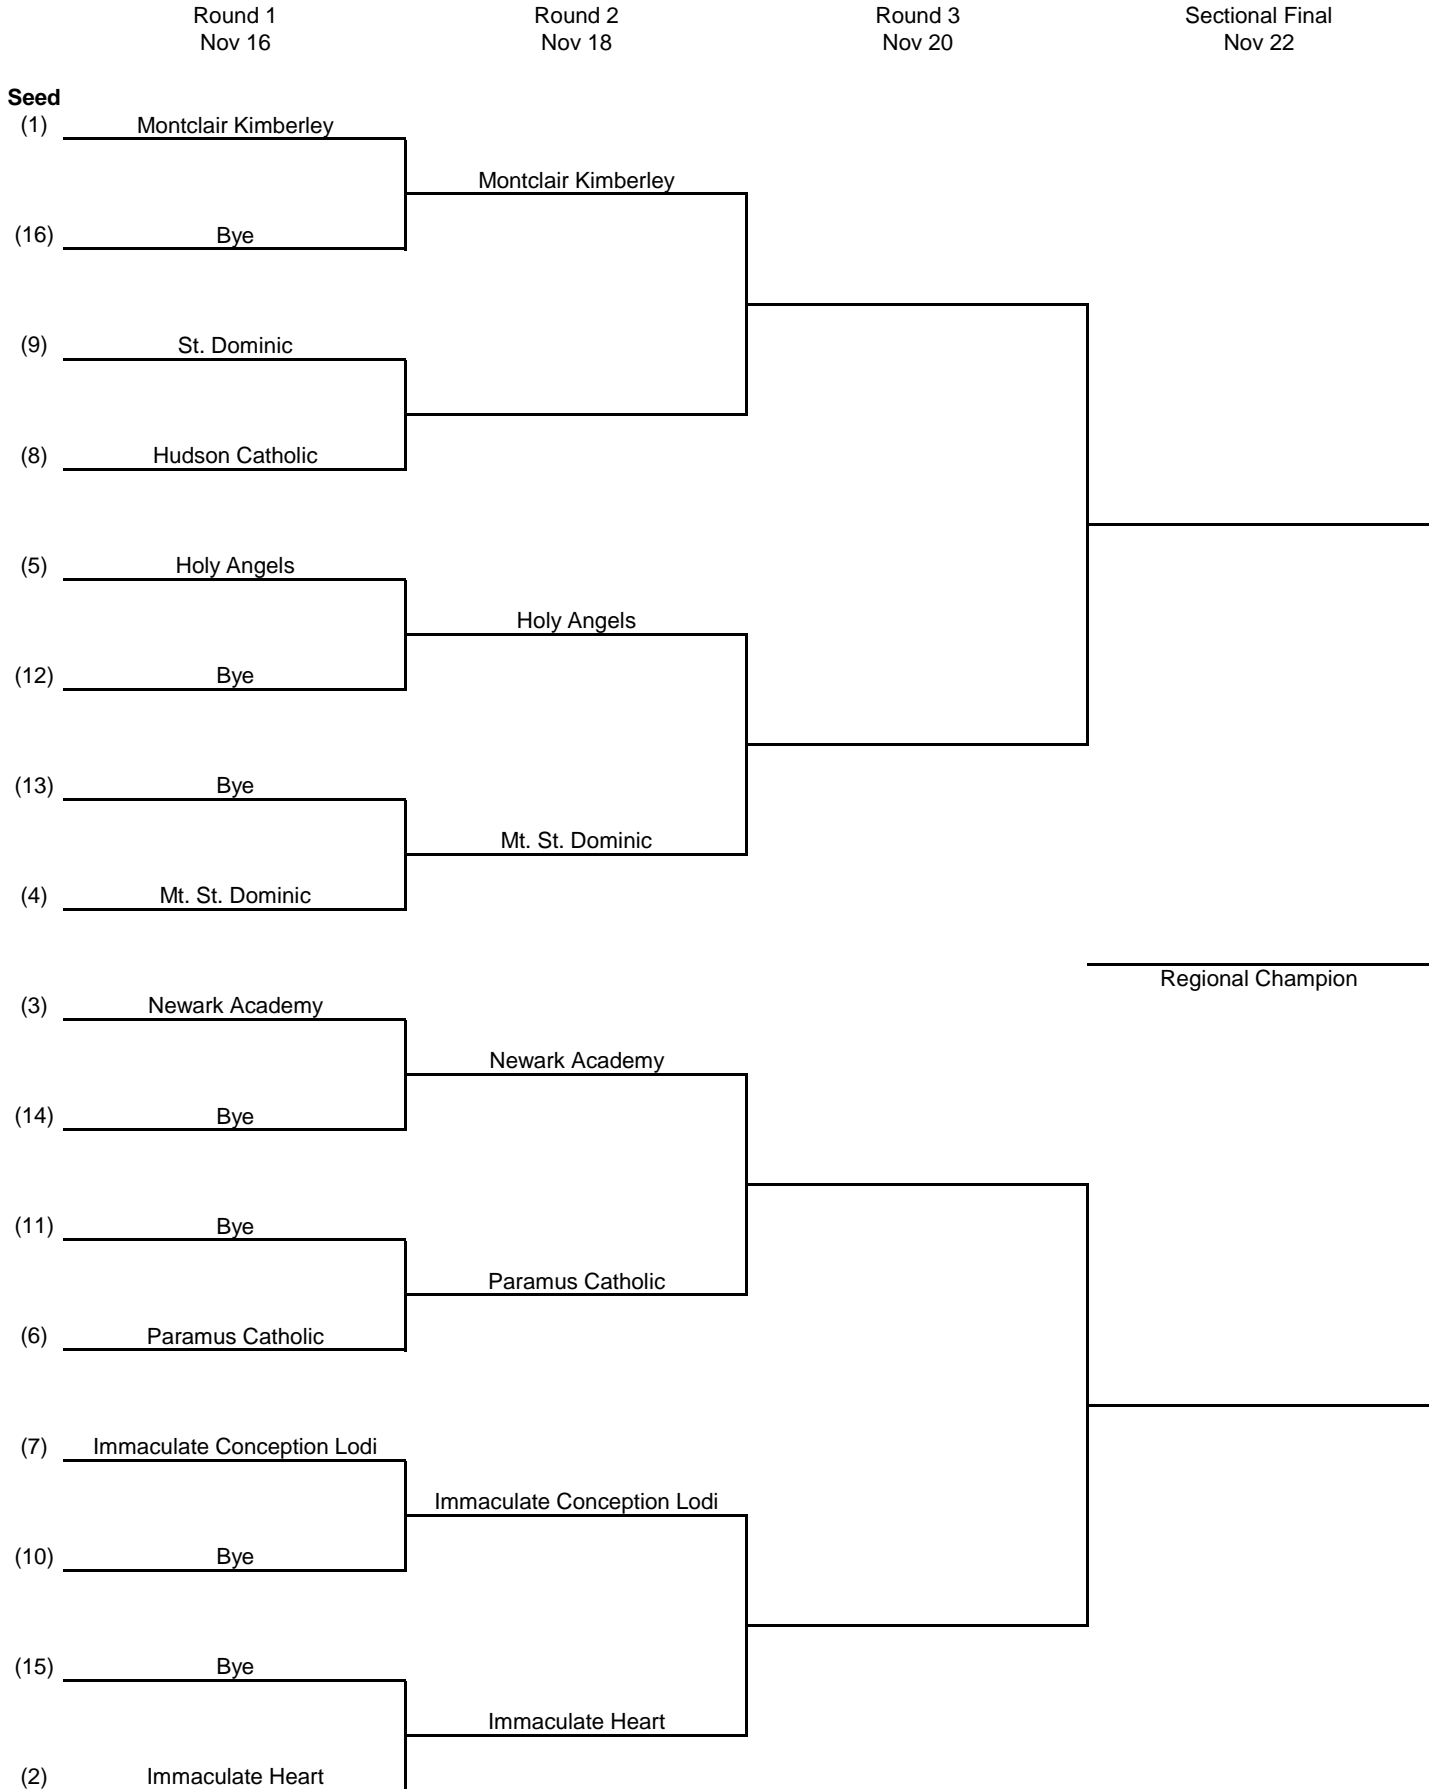 Round 1 Round 2 Round 3 Sectional Final
Nov 16 Nov 18 Nov 20 Nov 22
Seed
(1) Montclair Kimberley
Montclair Kimberley
(16) Bye
(9) St. Dominic
(8) Hudson Catholic
(5) Holy Angels
Holy Angels
(12) Bye
(13) Bye
Mt. St. Dominic
(4) Mt. St. Dominic
Regional Champion
(3) Newark Academy
Newark Academy
(14) Bye
(11) Bye
Paramus Catholic
(6) Paramus Catholic
(7) Immaculate Conception Lodi
Immaculate Conception Lodi
(10) Bye
(15) Bye
Immaculate Heart
(2) Immaculate Heart